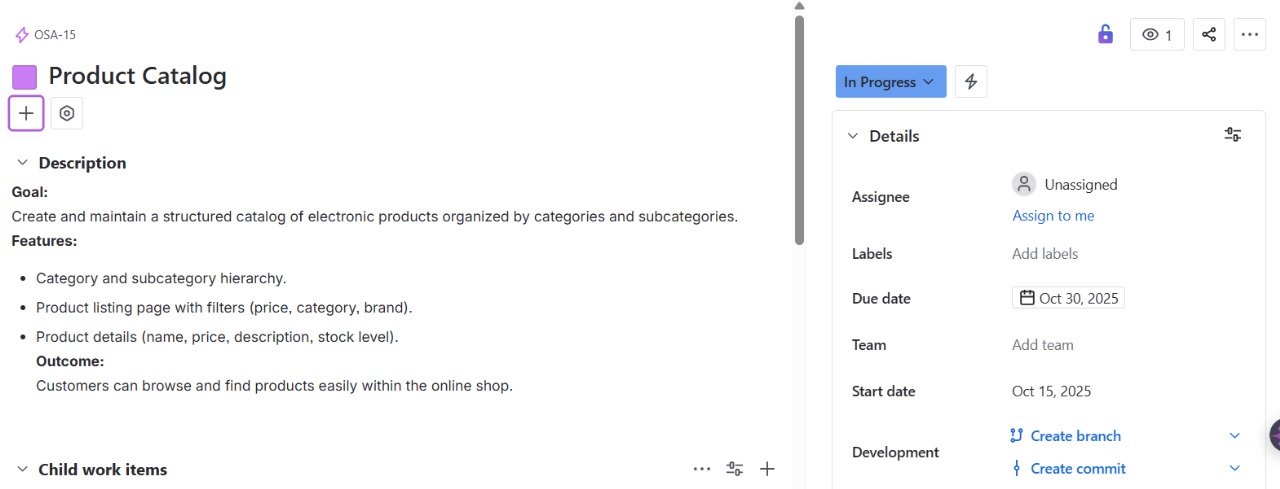 OSA-15
Product Catalog
Description
Goal:
Create and maintain a structured catalog of electronic products organized by categories and subcategories.
Features:
• Category and subcategory hierarchy.
• Product listing page with filters (price, category, brand).
• Product details (name, price, description, stock level).
Outcome:
Customers can browse and find products easily within the online shop.
Child work items
1
In Progress
Details
Assignee
Unassigned
Assign to me
Labels
Add labels
Due date
Oct 30, 2025
Team
Add team
Start date
Oct 15, 2025
Development
Create branch
Create commit